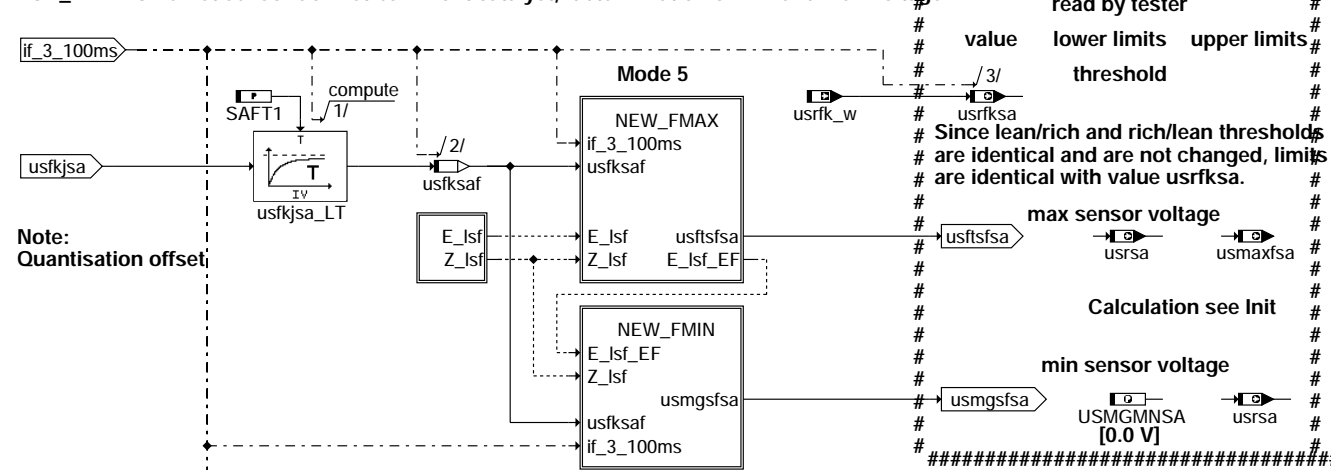 read by tester
value lower limits upper limits
if_3_100ms
Mode 5
threshold
/3/
compute
SAFT1
1/
usrfk_w
usrfksa
NEW_FMAX
if_3_100ms
usfksaf
Since lean/rich and rich/lean thresholds
are identical and are not changed, limits
are identical with value usrfksa.
T
/2/
usfkjsa
T
IV
usfksaf
usfkjsa_LT
max sensor voltage
Note:
Quantisation offset
E_lsf
Z_lsf
E_lsf
Z_lsf
usftsfsa
E_lsf_EF
usftsfsa
usrsa
usmaxfsa
Calculation see Init
NEW_FMIN
E_lsf_EF
Z_lsf
min sensor voltage
usmgsfsa
usmgsfsa
USMGMNSA
[0.0 V]
usrsa
usfksaf
if_3_100ms
##################################